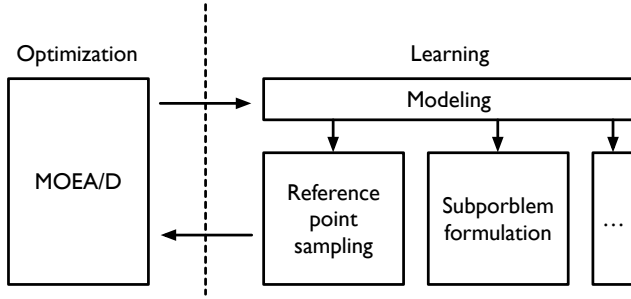 Optimization
Learning
Modeling
MOEA/D
Reference
point
sampling
Subporblem
formulation
...